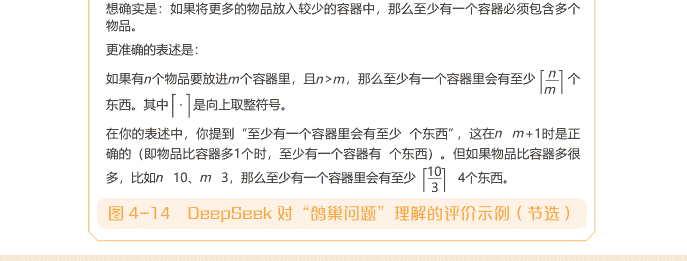 想确实是：如果将更多的物品放入较少的容器中，那么至少有一个容器必须包含多个
物品。
更准确的表述是：
如果有n个物品要放进m个容器里，且n>m，那么至少有一个容器里会有至少 ⌈n/m⌉ 个
东西。其中⌈·⌉是向上取整符号。
在你的表述中，你提到“至少有一个容器里会有至少 个东西”，这在n m+1时是正
确的（即物品比容器多1个时，至少有一个容器有 个东西）。但如果物品比容器多很
多，比如n 10、m 3，那么至少有一个容器里会有至少 ⌈10/3⌉ 4个东西。
图 4-14 DeepSeek 对“鸽巢问题”理解的评价示例（节选）